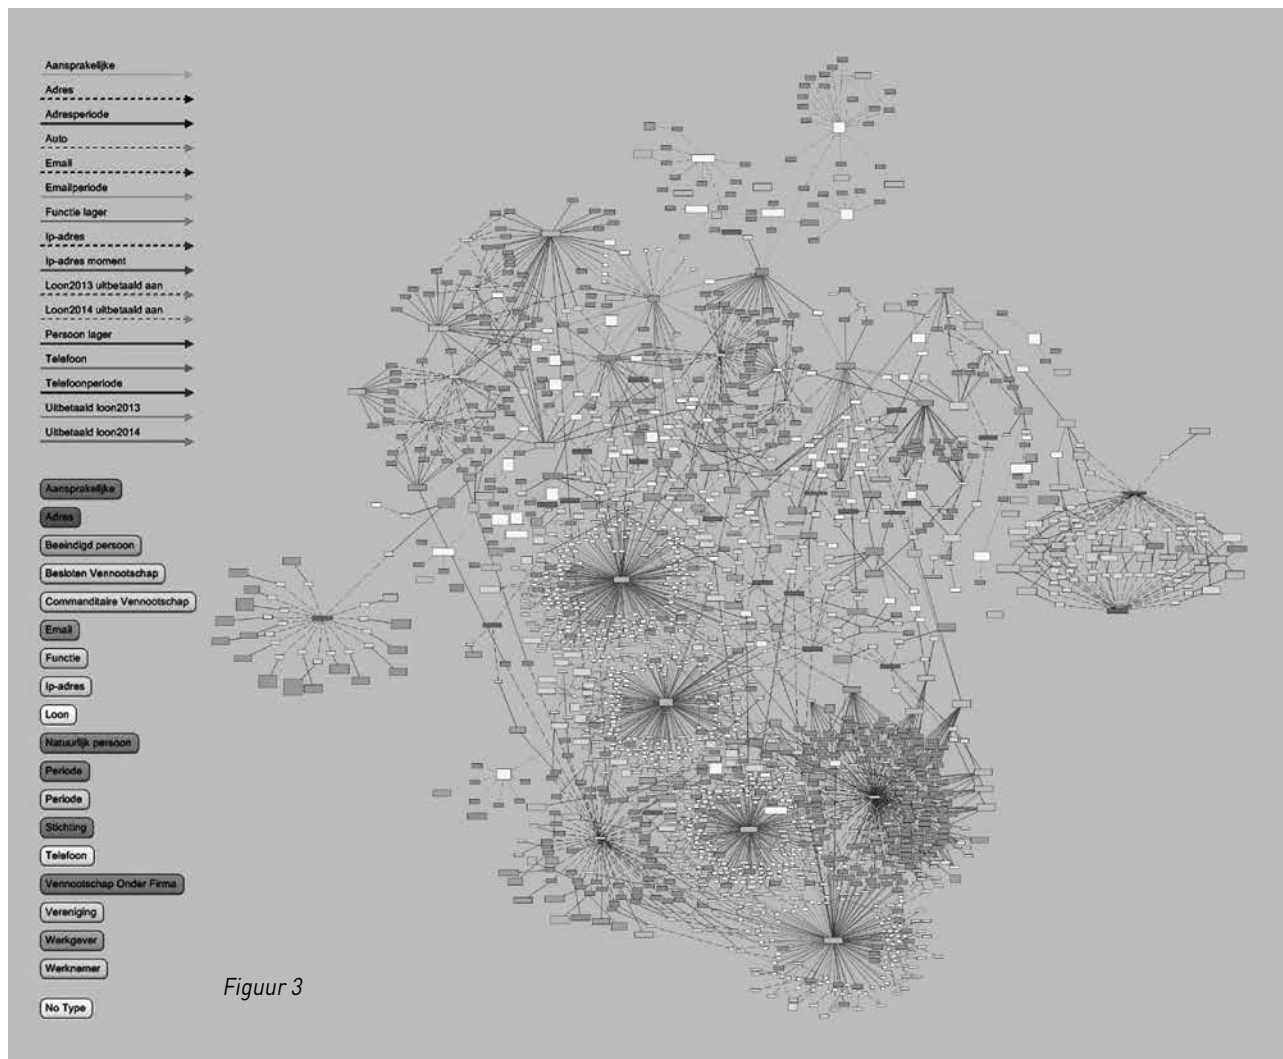 Aansprakelijke
Adres
Adresperiode
Auto
Email
Emailperiode
Functie lager
Ip-adres
Ip-adres moment
Loon2013 uitbetaald aan
Loon2014 uitbetaald aan
Persoon lager
Telefoon
Telefoonperiode
Uitbetaald loon2013
Uitbetaald loon2014
Aansprakelijke
Adres
Beeindigd persoon
Besloten Vennootschap
Commanditaire Vennootschap
Email
Functie
Ip-adres
Loon
Natuurlijk persoon
Periode
Periode
Stichting
Telefoon
Vennootschap Onder Firma
Vereniging
Werkgever
Werknemer
No Type
Figuur 3